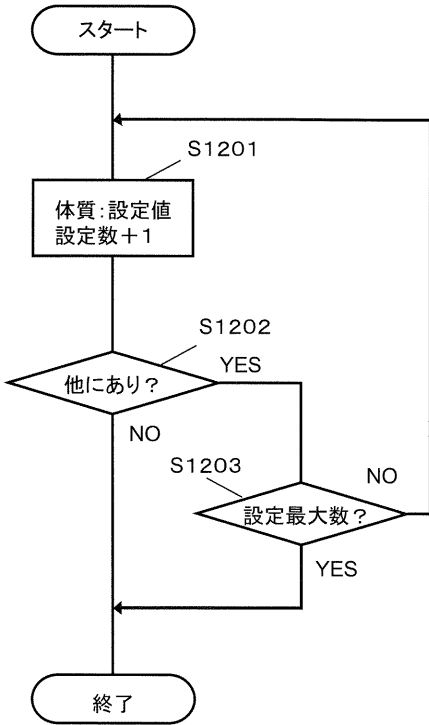 スタート
S1201
体質:設定値
設定数+1
S1202
他にあり?
YES
NO
S1203
NO
設定最大数?
YES
終了